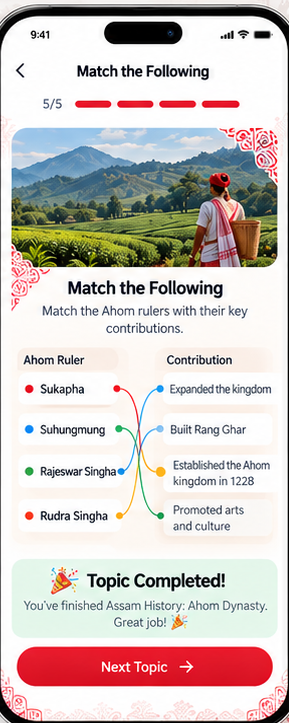 9:41
Match the Following
5/5
Match the Following
Match the Ahom rulers with their key
contributions.
Ahom Ruler
Contribution
Sukapha
Expanded the kingdom
Suhungmung
Buiit Rang Ghar
Rajeswar Singha
Established the Ahom
kingdom in 1228
Rudra Singha
Promoted arts
and culture
Topic Completed!
You've finished Assam History: Ahom Dynasty.
Great job!
Next Topic →